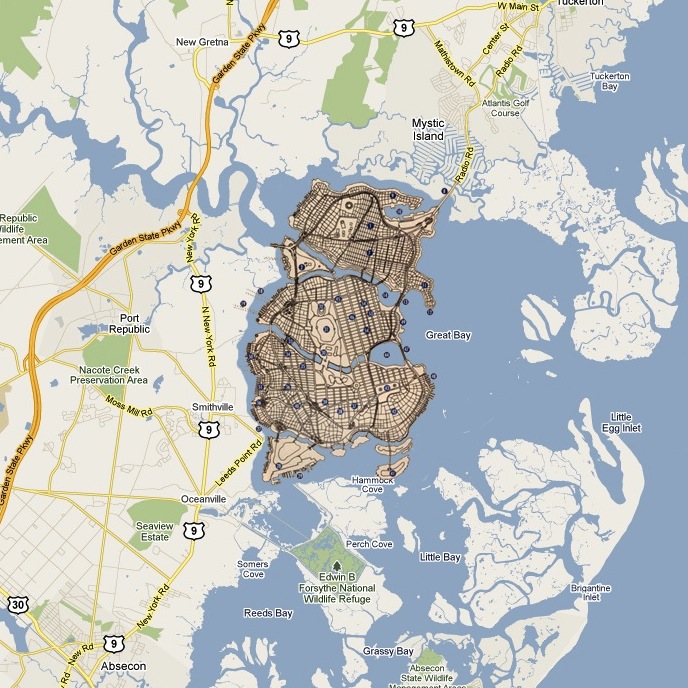 Tuckerton
W Main St
9
9
New Gretna
Garden State Pkwy
Mathistown Rd
Center St
Radio Rd
Tuckerton
Bay
Atlantis Golf
Course
Mystic
Island
Radio Rd
Republic
Wildlife
ement Area
Garden State Pkwy
New York Rd
9
N New York Rd
Port
Republic
Great Bay
Nacote Creek
Preservation Area
Moss Mill Rd
Smithville
9
Little
Egg Inlet
Garden State Pkwy
Leeds Point Rd
Hammock
Cove
Oceanville
Seaview
Estate
9
Perch Cove
Little Bay
Somers
Cove
Edwin B
Forsythe National
Wildlife Refuge
Brigantine
Inlet
30
New York Rd
Reeds Bay
9
Grassy Bay
New Rd
Absecon
Absecon
State Wildlife
Management Area
Rd